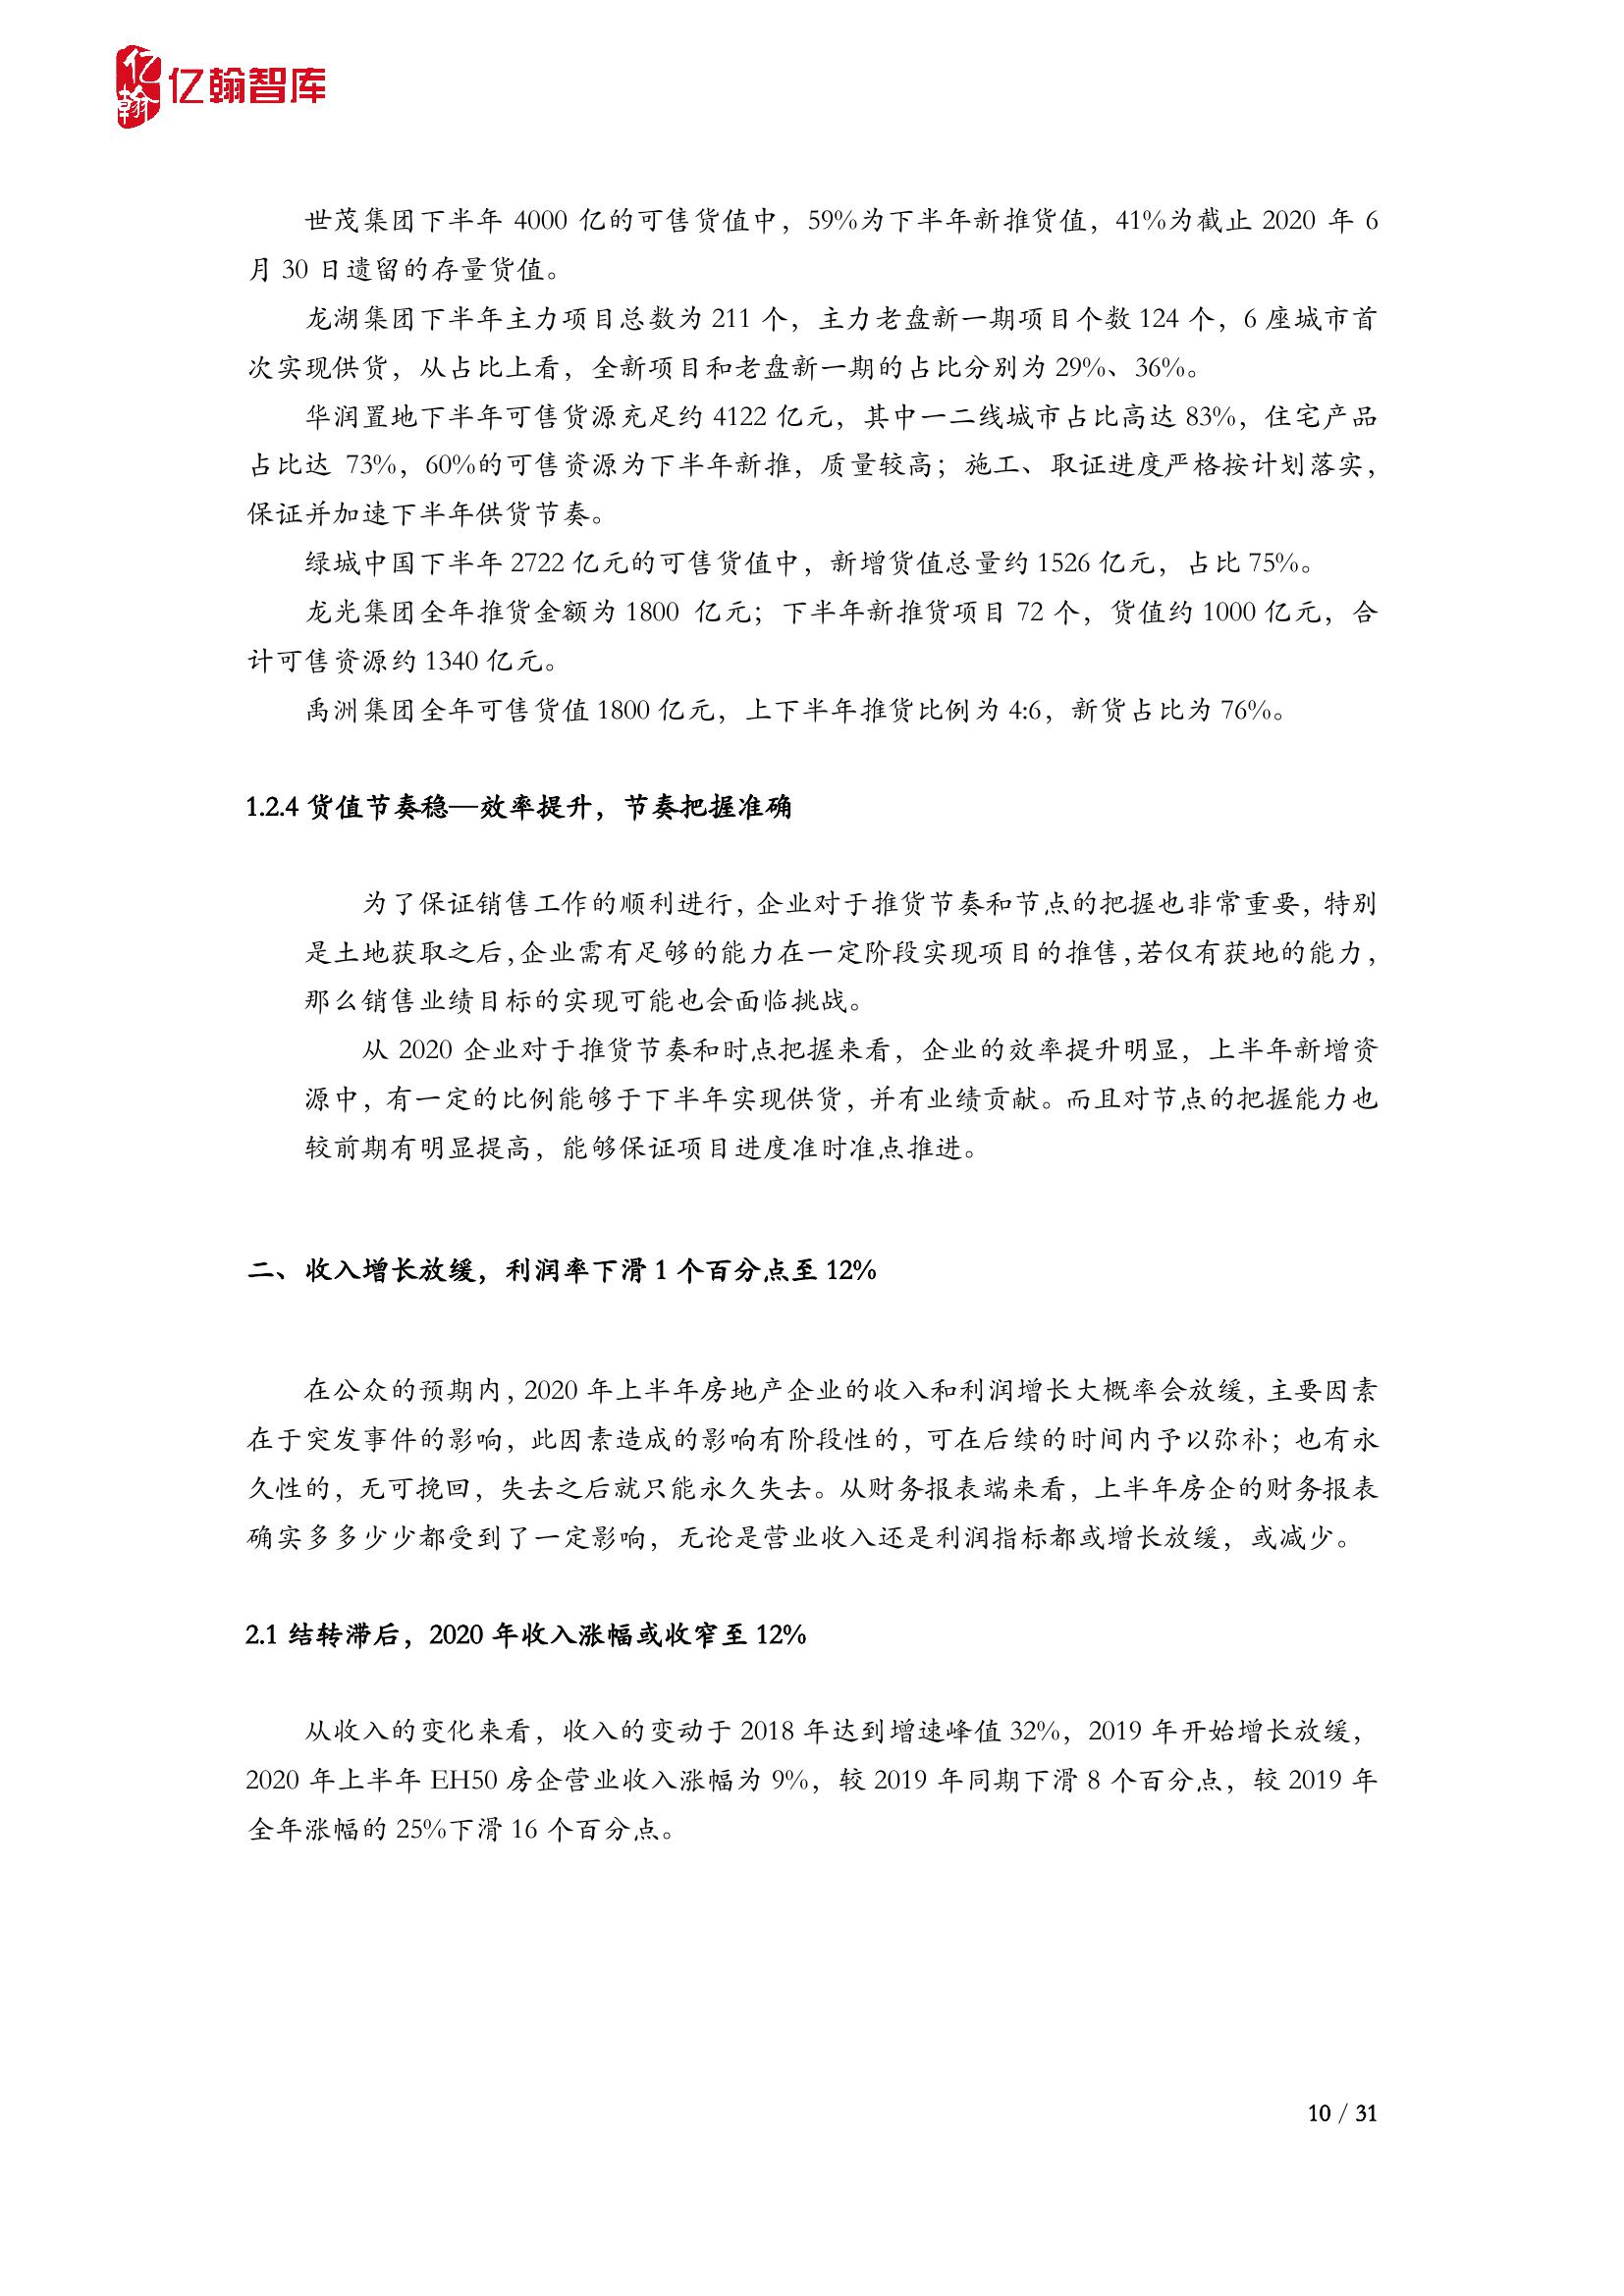 亿翰
亿翰智库
世茂集团下半年 4000 亿的可售货值中，59%为下半年新推货值，41%为截止 2020 年 6
月 30 日遗留的存量货值。
龙湖集团下半年主力项目总数为 211 个，主力老盘新一期项目个数 124 个，6 座城市首
次实现供货，从占比上看，全新项目和老盘新一期的占比分别为 29%、36%。
华润置地下半年可售货源充足约 4122 亿元，其中一二线城市占比高达 83%，住宅产品
占比达 73%，60%的可售资源为下半年新推，质量较高；施工、取证进度严格按计划落实，
保证并加速下半年供货节奏。
绿城中国下半年 2722 亿元的可售货值中，新增货值总量约 1526 亿元，占比 75%。
龙光集团全年推货金额为 1800 亿元；下半年新推货项目 72 个，货值约 1000 亿元，合
计可售资源约 1340 亿元。
禹洲集团全年可售货值 1800 亿元，上下半年推货比例为 4:6，新货占比为 76%。
1.2.4 货值节奏稳—效率提升，节奏把握准确
为了保证销售工作的顺利进行，企业对于推货节奏和节点的把握也非常重要，特别
是土地获取之后，企业需有足够的能力在一定阶段实现项目的推售，若仅有获地的能力，
那么销售业绩目标的实现可能也会面临挑战。
从 2020 企业对于推货节奏和时点把握来看，企业的效率提升明显，上半年新增资
源中，有一定的比例能够于下半年实现供货，并有业绩贡献。而且对节点的把握能力也
较前期有明显提高，能够保证项目进度准时准点推进。
二、收入增长放缓，利润率下滑 1 个百分点至 12%
在公众的预期内，2020 年上半年房地产企业的收入和利润增长大概率会放缓，主要因素
在于突发事件的影响，此因素造成的影响有阶段性的，可在后续的时间内予以弥补；也有永
久性的，无可挽回，失去之后就只能永久失去。从财务报表端来看，上半年房企的财务报表
确实多多少少都受到了一定影响，无论是营业收入还是利润指标都或增长放缓，或减少。
2.1 结转滞后，2020 年收入涨幅或收窄至 12%
从收入的变化来看，收入的变动于 2018 年达到增速峰值 32%，2019 年开始增长放缓，
2020 年上半年 EH50 房企营业收入涨幅为 9%，较 2019 年同期下滑 8 个百分点，较 2019 年
全年涨幅的 25%下滑 16 个百分点。
10 / 31